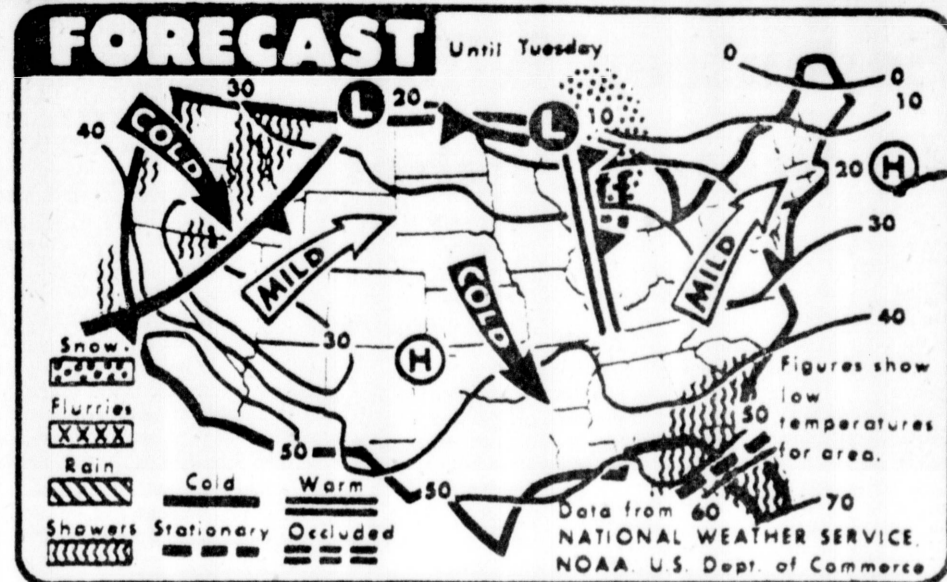 FORECAST
Until Tuesday
0
0
10
30
20
10
40
COLD
L
L
20
H
30
MILD
COLD
MILD
40
30
H
Snow.
Flurries
Rain
Showers
Figures show
low
temperatures
for area.
50
50
50
Cold
Warm
Stationary
Occluded
60
70
Data from
NATIONAL WEATHER SERVICE,
NOAA, U.S. Dept. of Commerce